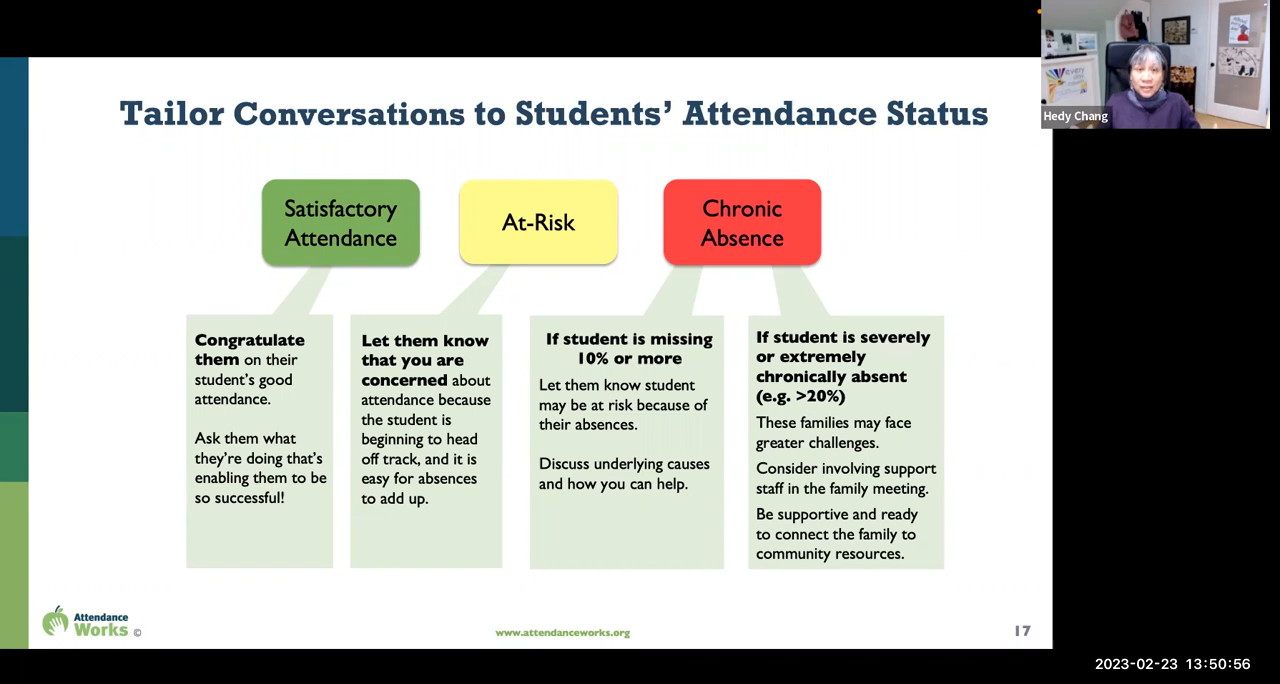 Tailor Conversations to Students’ Attendance Status
Hedy Chang
Satisfactory
Attendance
At-Risk
Chronic
Absence
Congratulate
them on their
student’s good
attendance.
Ask them what
they’re doing that’s
enabling them to be
so successful!
Let them know
that you are
concerned about
attendance because
the student is
beginning to head
off track, and it is
easy for absences
to add up.
If student is missing
10% or more
Let them know student
may be at risk because of
their absences.
Discuss underlying causes
and how you can help.
If student is severely
or extremely
chronically absent
(e.g. >20%)
These families may face
greater challenges.
Consider involving support
staff in the family meeting.
Be supportive and ready
to connect the family to
community resources.
Attendance
Works ©
www.attendanceworks.org
17
2023-02-23 13:50:56